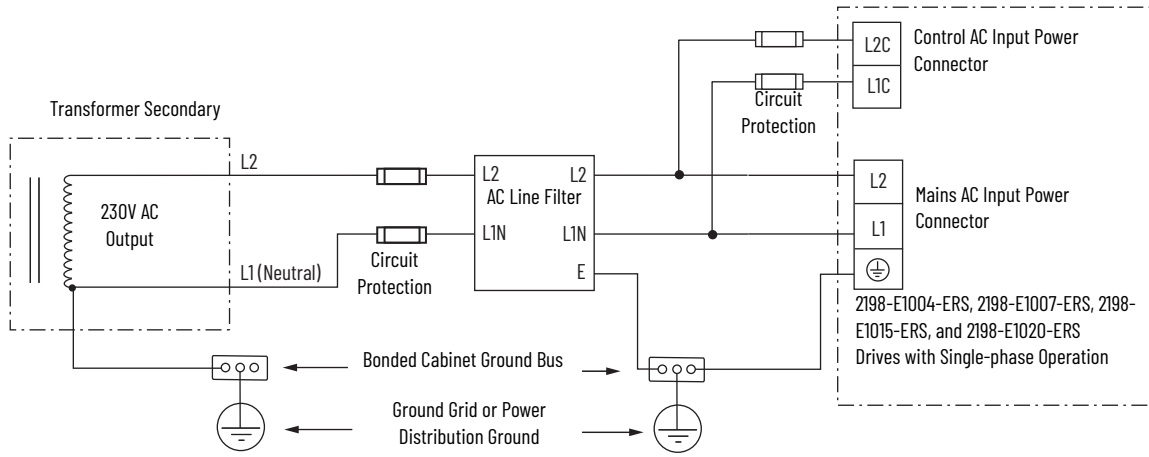 L2C
Control AC Input Power
Connector
L1C
Circuit
Protection
Transformer Secondary
L2
230V AC
Output
L1 (Neutral)
Circuit
Protection
L2
L2
AC Line Filter
L1N
L1N
E
L2
Mains AC Input Power
Connector
L1
2198-E1004-ERS, 2198-E1007-ERS, 2198-
E1015-ERS, and 2198-E1020-ERS
Drives with Single-phase Operation
Bonded Cabinet Ground Bus
Ground Grid or Power
Distribution Ground